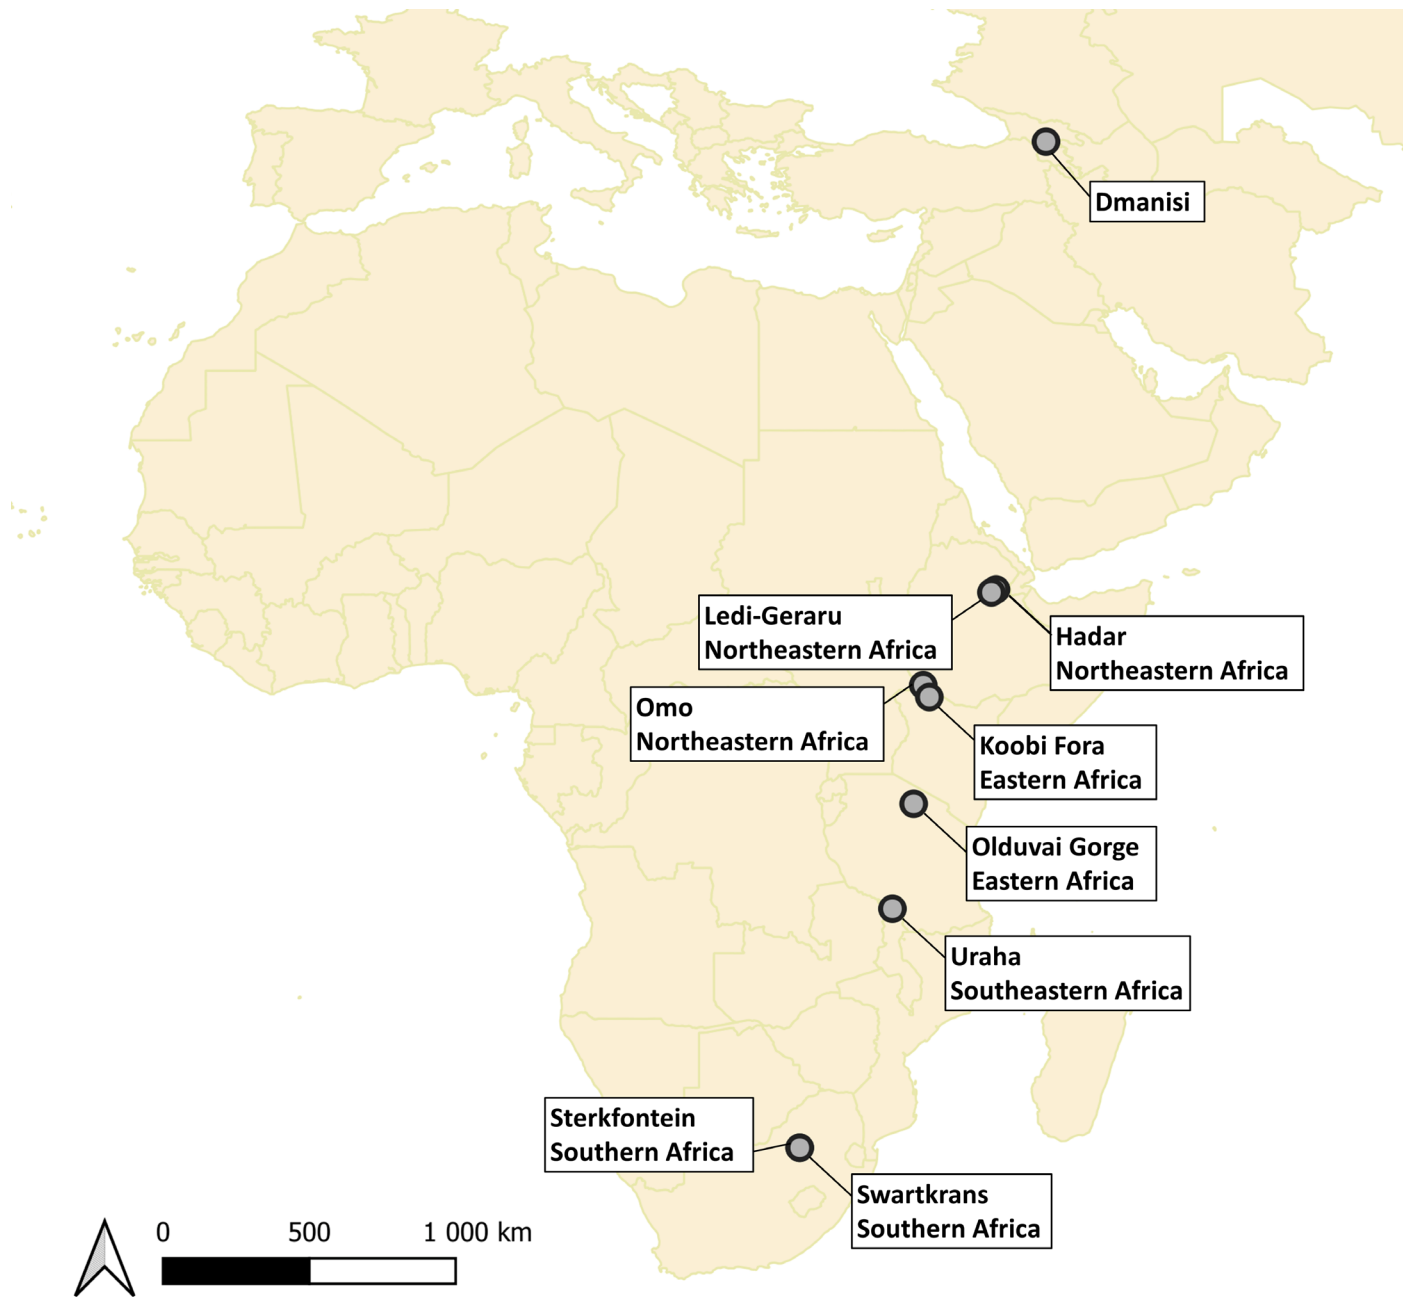 Dmanisi
Ledi-Geraru
Northeastern Africa
Hadar
Northeastern Africa
Omo
Northeastern Africa
Koobi Fora
Eastern Africa
Olduvai Gorge
Eastern Africa
Uraha
Southeastern Africa
Sterkfontein
Southern Africa
Swartkrans
Southern Africa
0 500 1 000 km